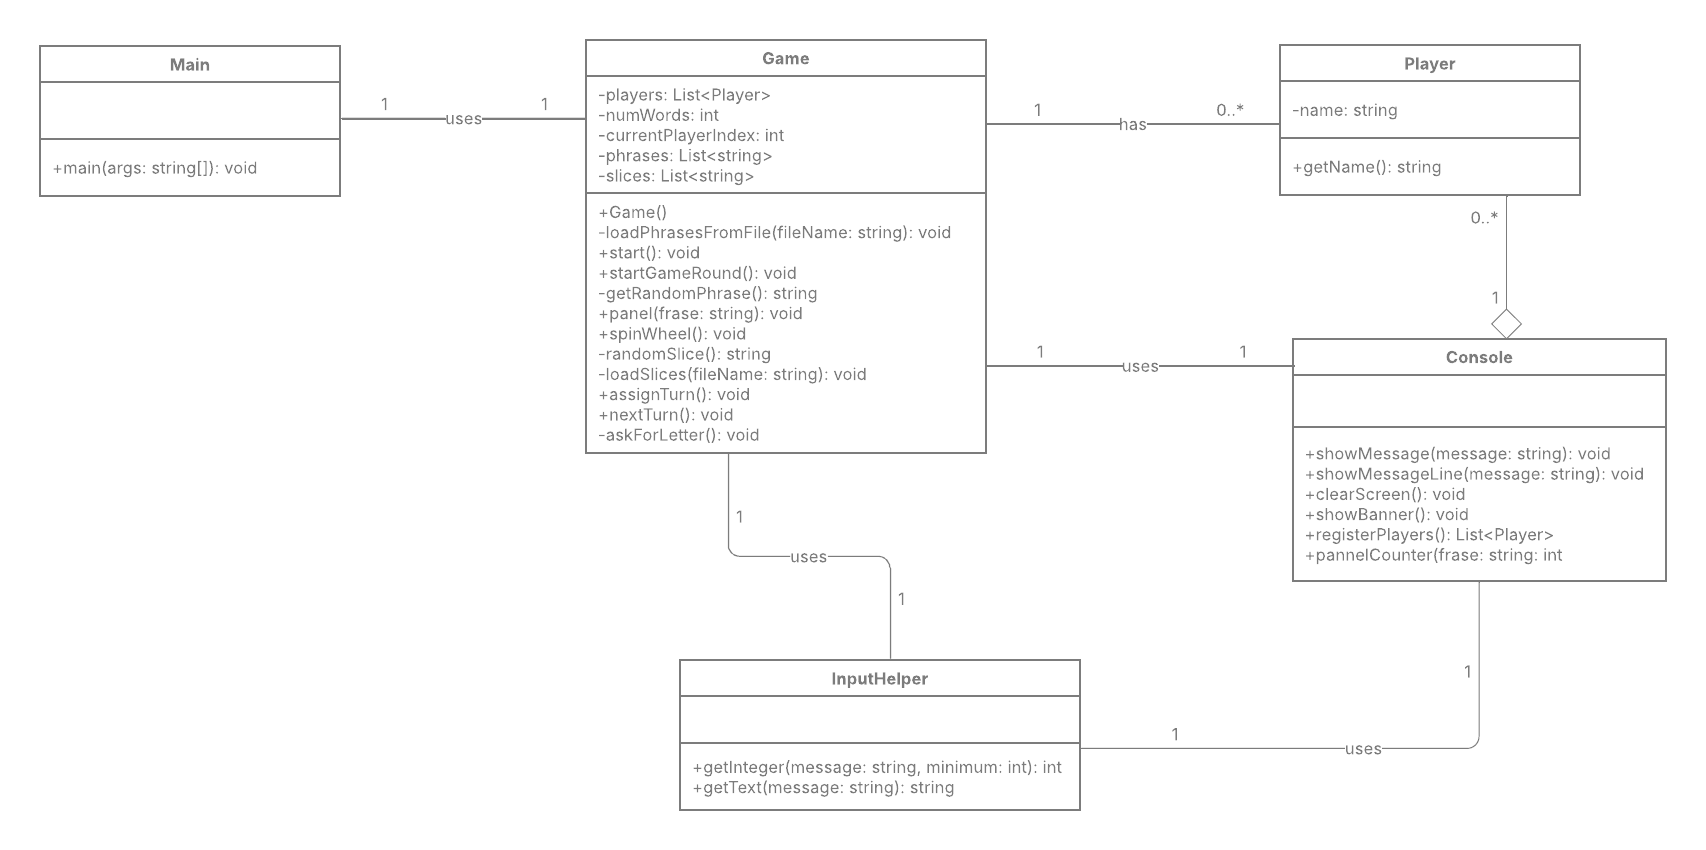 Main
+main(args: string[]): void
1
uses
1
Game
-players: List<Player>
-numWords: int
-currentPlayerIndex: int
-phrases: List<string>
-slices: List<string>
+Game()
-loadPhrasesFromFile(fileName: string): void
+start(): void
+startGameRound(): void
-getRandomPhrase(): string
+panel(frase: string): void
+spinWheel(): void
-randomSlice(): string
-loadSlices(fileName: string): void
+assignTurn(): void
+nextTurn(): void
-askForLetter(): void
1
has
0..*
Player
-name: string
+getName(): string
0..*
1
1
uses
1
Console
+showMessage(message: string): void
+showMessageLine(message: string): void
+clearScreen(): void
+showBanner(): void
+registerPlayers(): List<Player>
+pannelCounter(frase: string: int
1
uses
1
InputHelper
+getInteger(message: string, minimum: int): int
+getText(message: string): string
1
uses
1